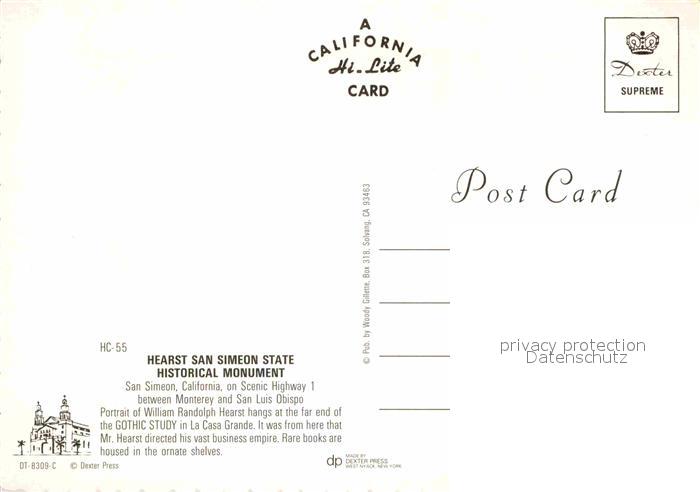 A
CALIFORNIA
Hi-Lite
CARD
Dexter
SUPREME
Post Card
© Pub. by Woody Gillette, Box 318, Solvang, CA 93463
privacy protection
Datenschutz
HC-55
HEARST SAN SIMEON STATE
HISTORICAL MONUMENT
San Simeon, California, on Scenic Highway 1
between Monterey and San Luis Obispo
Portrait of William Randolph Hearst hangs at the far end of
the GOTHIC STUDY in La Casa Grande. It was from here that
Mr. Hearst directed his vast business empire. Rare books are
housed in the ornate shelves.
DT-8309-C © Dexter Press
dp MADE BY
DEXTER PRESS
WEST NYACK, NEW YORK